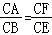 CA/CB = CF/CE